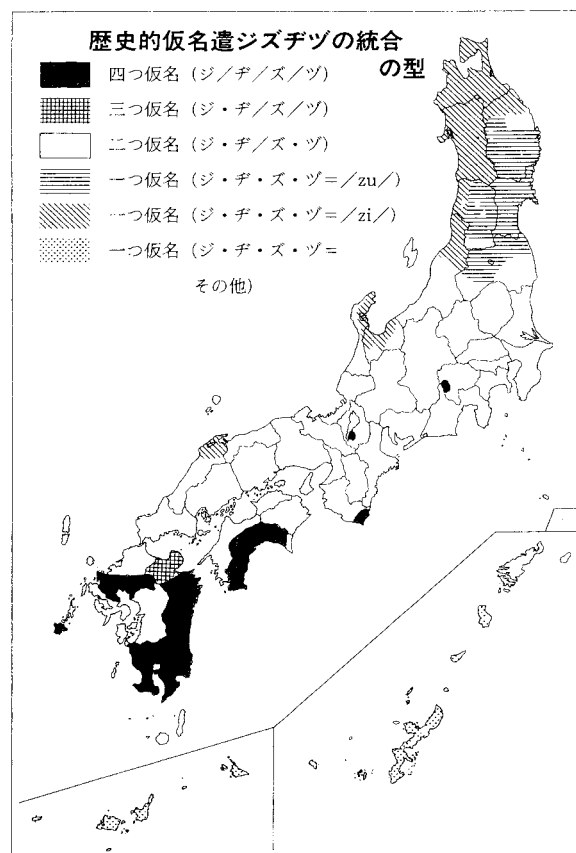 歴史的仮名遣ジズヂヅの統合
の型
四つ仮名 (ジ/ヂ/ズ/ヅ)
三つ仮名 (ジ・ヂ/ズ/ヅ)
二つ仮名 (ジ・ヂ/ズ・ヅ)
一つ仮名 (ジ・ヂ・ズ・ヅ=/zu/)
一つ仮名 (ジ・ヂ・ズ・ヅ=/zi/)
一つ仮名 (ジ・ヂ・ズ・ヅ=
その他)